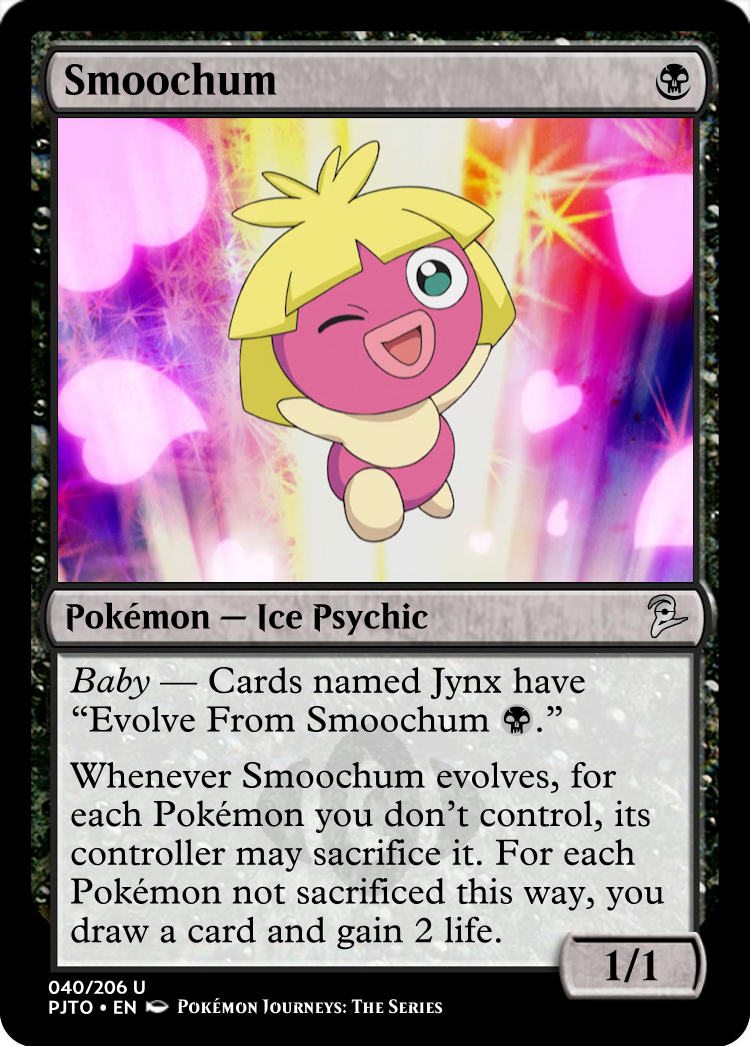 Smoochum
Pokémon — Ice Psychic
Baby — Cards named Jynx have
“Evolve From Smoochum .”
Whenever Smoochum evolves, for
each Pokémon you don’t control, its
controller may sacrifice it. For each
Pokémon not sacrificed this way, you
draw a card and gain 2 life.
1/1
040/206 U
PJTO • EN Pokémon Journeys: The Series